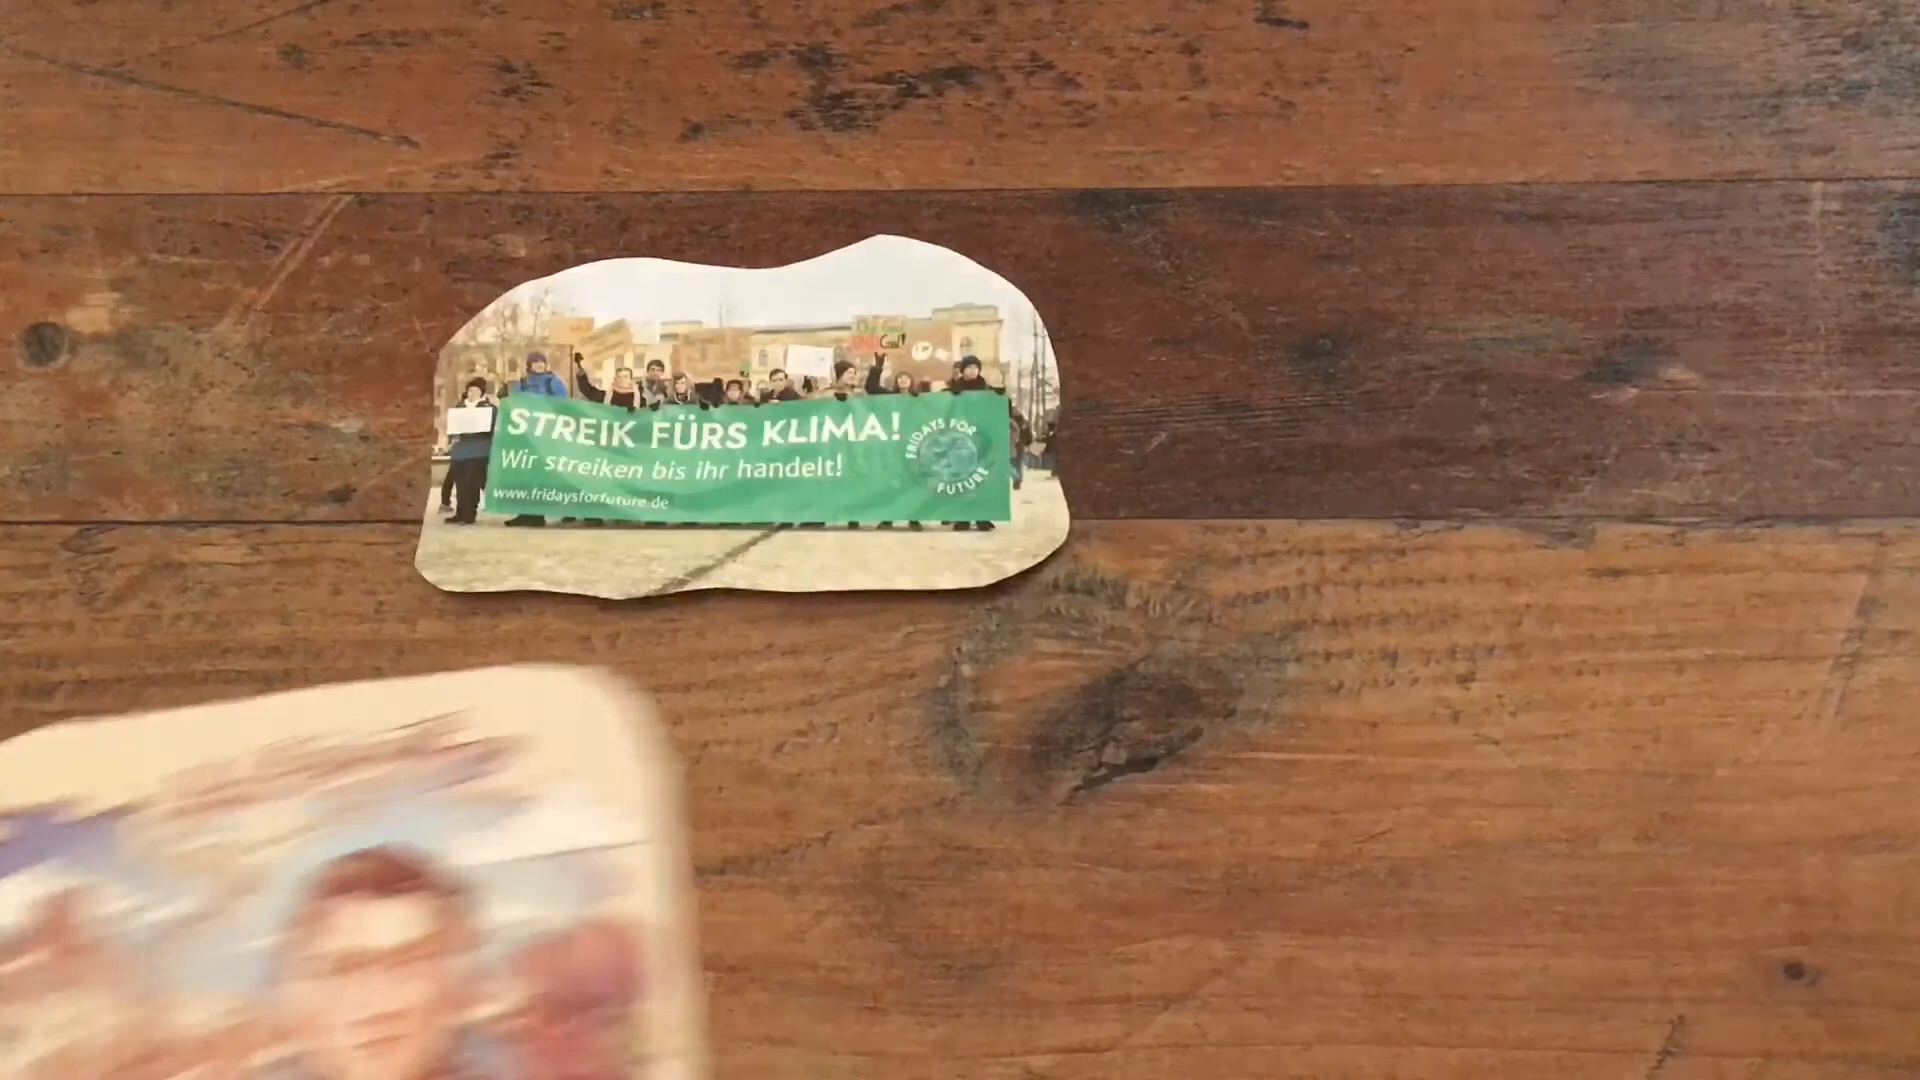 STREIK FÜRS KLIMA!
Wir streiken bis ihr handelt!
www.fridaysforfuture.de
FRIDAYS FOR
FUTURE